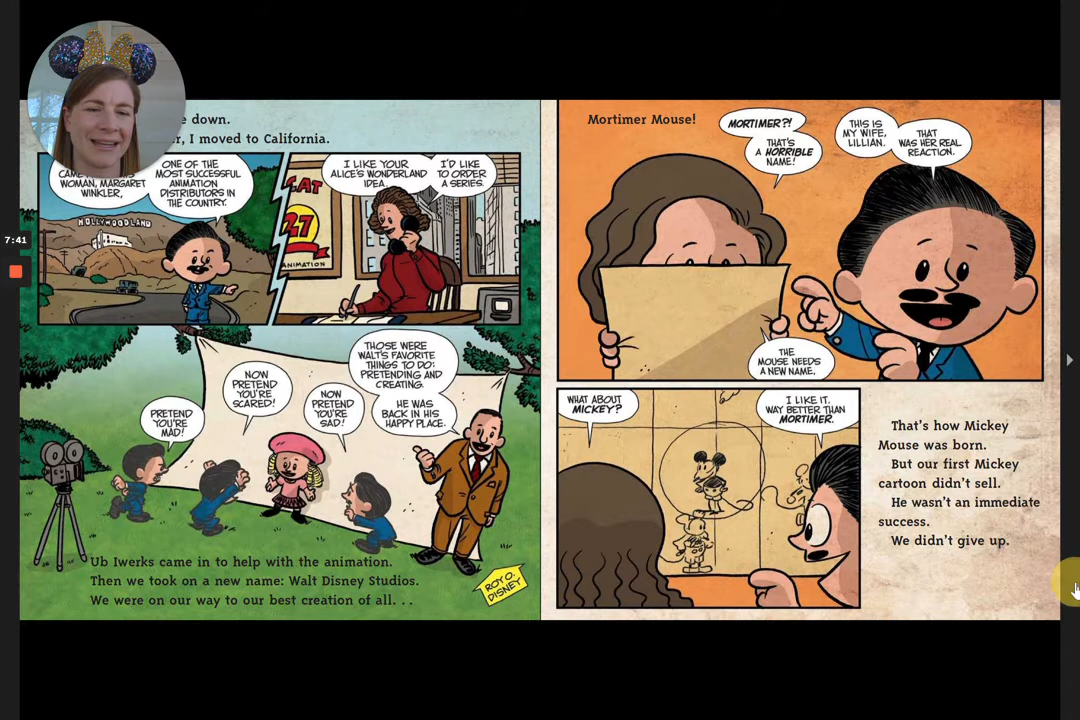 e down.
r, I moved to California.
WOMAN, MARGARET
WINKLER,
ONE OF THE
MOST SUCCESSFUL
ANIMATION
DISTRIBUTORS IN
THE COUNTRY.
HOLLYWOODLAND
I LIKE YOUR
ALICE'S WONDERLAND
IDEA.
I'D LIKE
TO ORDER
A SERIES.
CAT
27
ANIMATION
7:41
PRETEND
YOU'RE
MAD!
NOW
PRETEND
YOU'RE
SCARED!
NOW
PRETEND
YOU'RE
SAD!
THOSE WERE
WALT'S FAVORITE
THINGS TO DO:
PRETENDING AND
CREATING.
HE WAS
BACK IN HIS
HAPPY PLACE.
ROY O.
DISNEY
Ub Iwerks came in to help with the animation.
Then we took on a new name: Walt Disney Studios.
We were on our way to our best creation of all. . .
Mortimer Mouse!
MORTIMER?!
THAT'S
A HORRIBLE
NAME!
THIS IS
MY WIFE,
LILLIAN.
THAT
WAS HER REAL
REACTION.
THE
MOUSE NEEDS
A NEW NAME.
WHAT ABOUT
MICKEY?
I LIKE IT.
WAY BETTER THAN
MORTIMER.
That's how Mickey
Mouse was born.
But our first Mickey
cartoon didn't sell.
He wasn't an immediate
success.
We didn't give up.